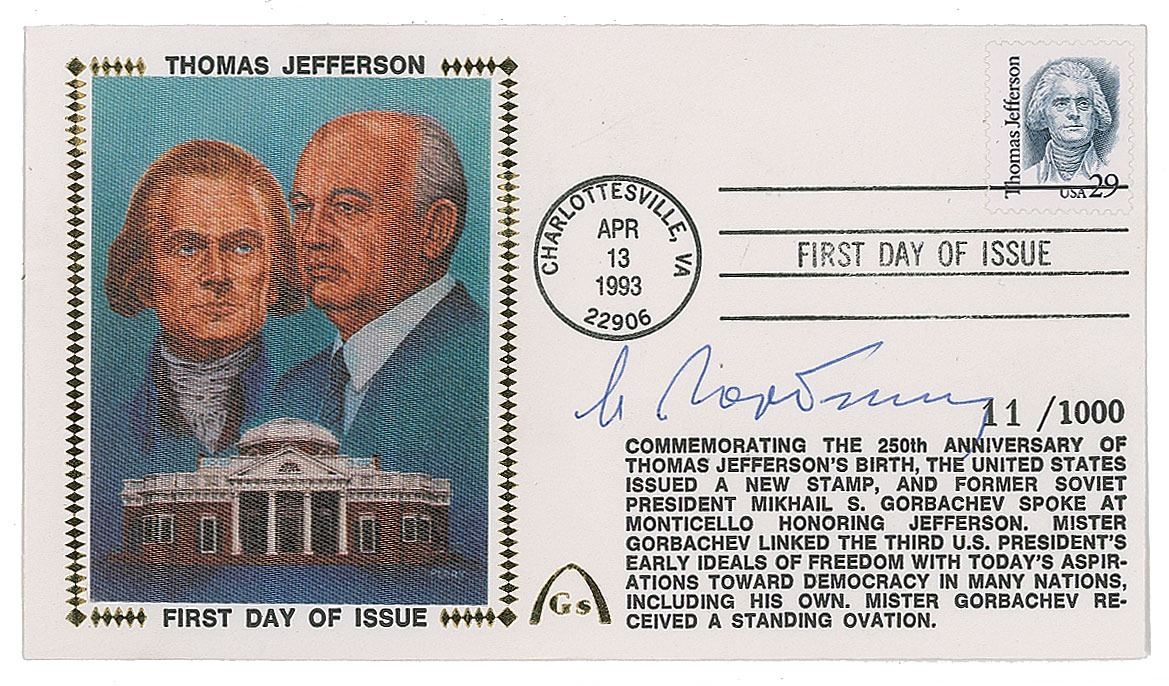 THOMAS JEFFERSON
Thomas Jefferson
USA 29
CHARLOTTESVILLE, VA
APR
13
1993
22906
FIRST DAY OF ISSUE
М Горбачев
11 /1000
COMMEMORATING THE 250th ANNIVERSARY OF
THOMAS JEFFERSON'S BIRTH, THE UNITED STATES
ISSUED A NEW STAMP, AND FORMER SOVIET
PRESIDENT MIKHAIL S. GORBACHEV SPOKE AT
MONTICELLO HONORING JEFFERSON. MISTER
GORBACHEV LINKED THE THIRD U.S. PRESIDENT'S
EARLY IDEALS OF FREEDOM WITH TODAY'S ASPIR-
ATIONS TOWARD DEMOCRACY IN MANY NATIONS,
INCLUDING HIS OWN. MISTER GORBACHEV RE-
CEIVED A STANDING OVATION.
Gs
FIRST DAY OF ISSUE